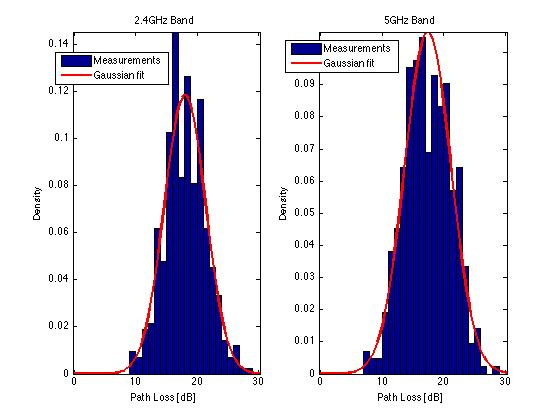 2.4GHz Band
5GHz Band
Measurements
Gaussian fit
Measurements
Gaussian fit
0.14
0.12
0.1
0.08
0.06
0.04
0.02
0
0.09
0.08
0.07
0.06
0.05
0.04
0.03
0.02
0.01
0
Density
Density
0 10 20 30
0 10 20 30
Path Loss [dB]
Path Loss [dB]